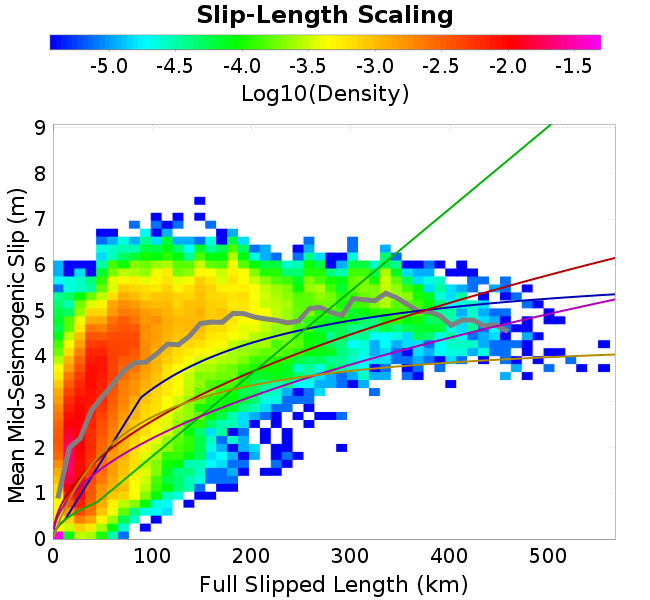 Slip-Length Scaling
-5.0 -4.5 -4.0 -3.5 -3.0 -2.5 -2.0 -1.5
Log10(Density)
9
8
7
6
5
4
3
2
1
0
Mean Mid-Seismogenic Slip (m)
0 100 200 300 400 500
Full Slipped Length (km)